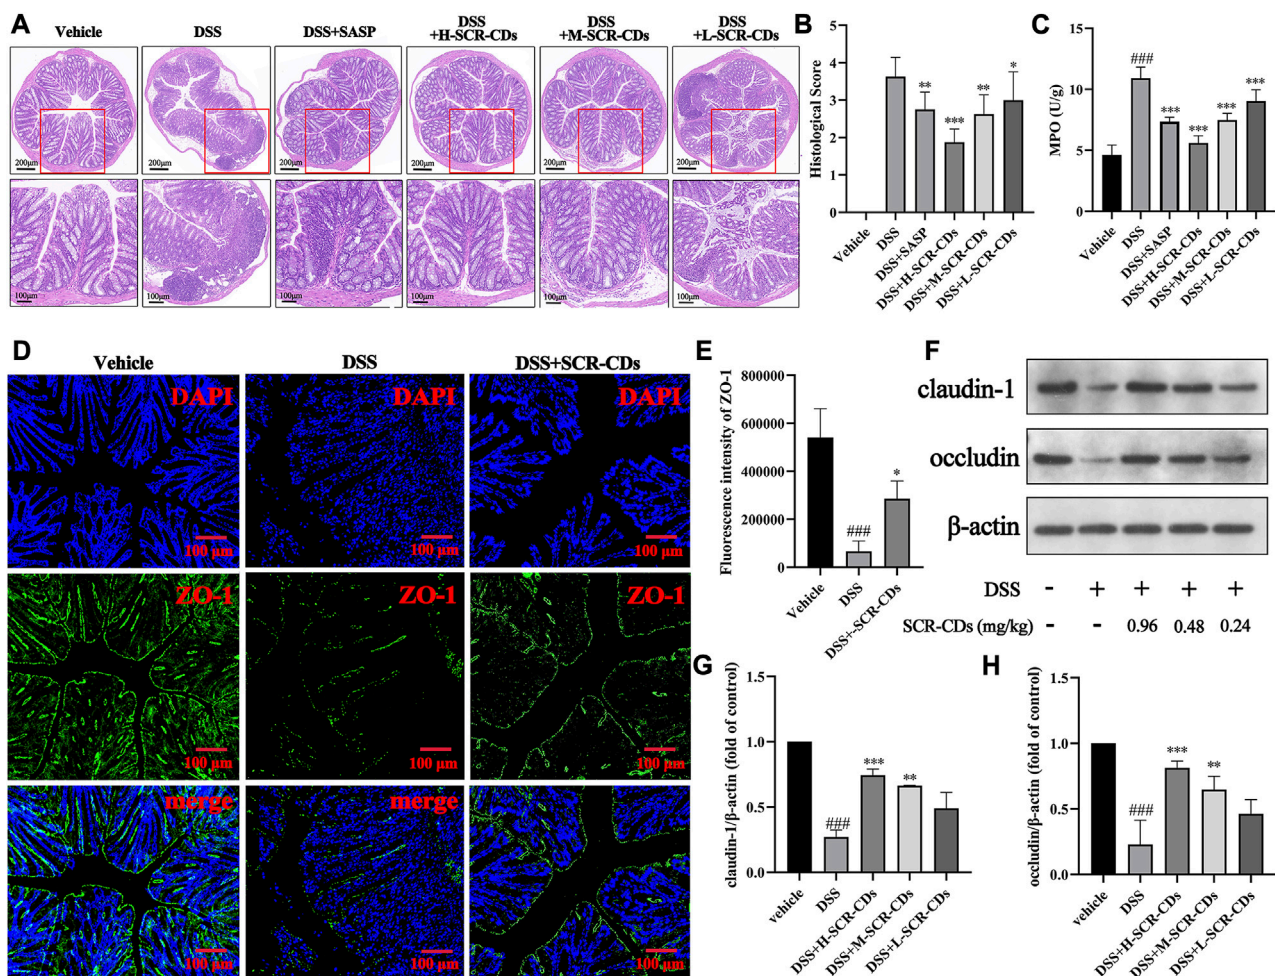 A
Vehicle
DSS
DSS+SASP
DSS
+H-SCR-CDs
DSS
+M-SCR-CDs
DSS
+L-SCR-CDs
200μm
200μm
200μm
200μm
200μm
200μm
100μm
100μm
100μm
100μm
100μm
100μm
B
Histological Score
5
4
3
2
1
0
**
***
**
*
Vehicle
DSS
DSS+SASP
DSS+H-SCR-CDs
DSS+M-SCR-CDs
DSS+L-SCR-CDs
C
MPO (U/g)
15
10
5
0
###
***
***
***
***
Vehicle
DSS
DSS+SASP
DSS+H-SCR-CDs
DSS+M-SCR-CDs
DSS+L-SCR-CDs
D
Vehicle
DSS
DSS+SCR-CDs
DAPI
DAPI
DAPI
100 μm
100 μm
100 μm
ZO-1
ZO-1
ZO-1
100 μm
100 μm
100 μm
merge
merge
100 μm
100 μm
100 μm
E
Fluorescence intensity of ZO-1
800000
600000
400000
200000
0
###
*
Vehicle
DSS
DSS+-SCR-CDs
F
claudin-1
occludin
β-actin
DSS - + + + +
SCR-CDs (mg/kg) - - 0.96 0.48 0.24
G
claudin-1/β-actin (fold of control)
1.5
1.0
0.5
0.0
###
***
**
vehicle
DSS
DSS+H-SCR-CDs
DSS+M-SCR-CDs
DSS+L-SCR-CDs
H
occludin/β-actin (fold of control)
1.5
1.0
0.5
0.0
###
***
**
vehicle
DSS
DSS+H-SCR-CDs
DSS+M-SCR-CDs
DSS+L-SCR-CDs